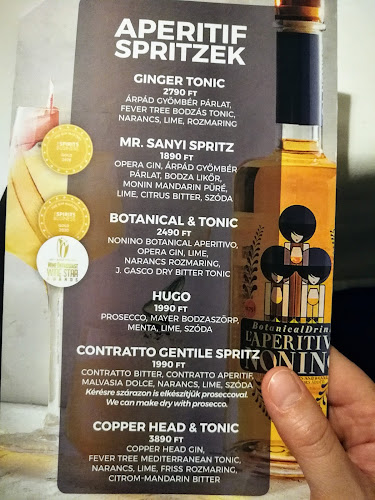 APERITIF
SPRITZEK
GINGER TONIC
2790 FT
ÁRPÁD GYÖMBÉR PÁRLAT,
FEVER TREE BODZÁS TONIC,
NARANCS, LIME, ROZMARING
MR. SANYI SPRITZ
1890 FT
OPERA GIN, ÁRPÁD GYÖMBÉR
PÁRLAT, BODZA LIKŐR,
MONIN MANDARIN PÜRÉ,
LIME, CITRUS BITTER, SZÓDA
BOTANICAL & TONIC
2490 FT
NONINO BOTANICAL APERITIVO,
OPERA GIN, LIME,
NARANCS ROZMARING,
J. GASCO DRY BITTER TONIC
HUGO
1990 FT
PROSECCO, MAYER BODZASZÖRP,
MENTA, LIME, SZÓDA
CONTRATTO GENTILE SPRITZ
1990 FT
CONTRATTO BITTER, CONTRATTO APERITIF,
MALVASIA DOLCE, NARANCS, LIME, SZÓDA
Kérésre szárazon is elkészítjük proseccoval.
We can make dry with prosecco.
COPPER HEAD & TONIC
3890 FT
COPPER HEAD GIN,
FEVER TREE MEDITERRANEAN TONIC,
NARANCS, LIME, FRISS ROZMARING,
CITROM-MANDARIN BITTER
BotanicalDrin
L'APERITIV
NONINO